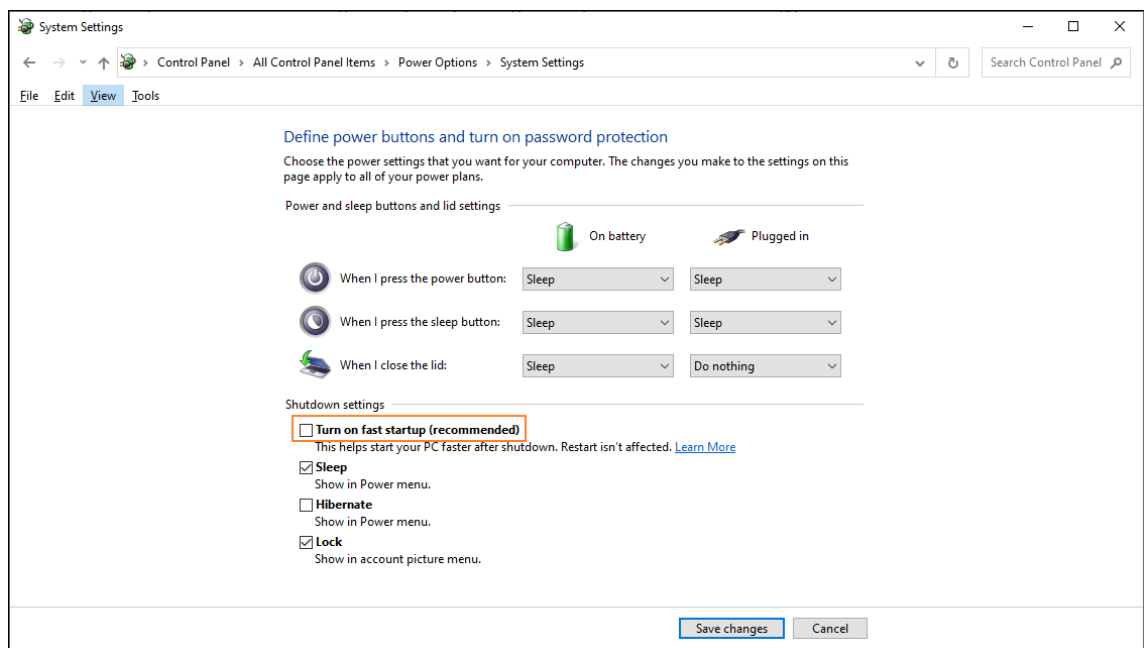 System Settings
Control Panel > All Control Panel Items > Power Options > System Settings
Search Control Panel
File Edit View Tools
Define power buttons and turn on password protection
Choose the power settings that you want for your computer. The changes you make to the settings on this
page apply to all of your power plans.
Power and sleep buttons and lid settings
On battery Plugged in
When I press the power button: Sleep Sleep
When I press the sleep button: Sleep Sleep
When I close the lid: Sleep Do nothing
Shutdown settings
Turn on fast startup (recommended)
This helps start your PC faster after shutdown. Restart isn't affected. Learn More
Sleep
Show in Power menu.
Hibernate
Show in Power menu.
Lock
Show in account picture menu.
Save changes Cancel